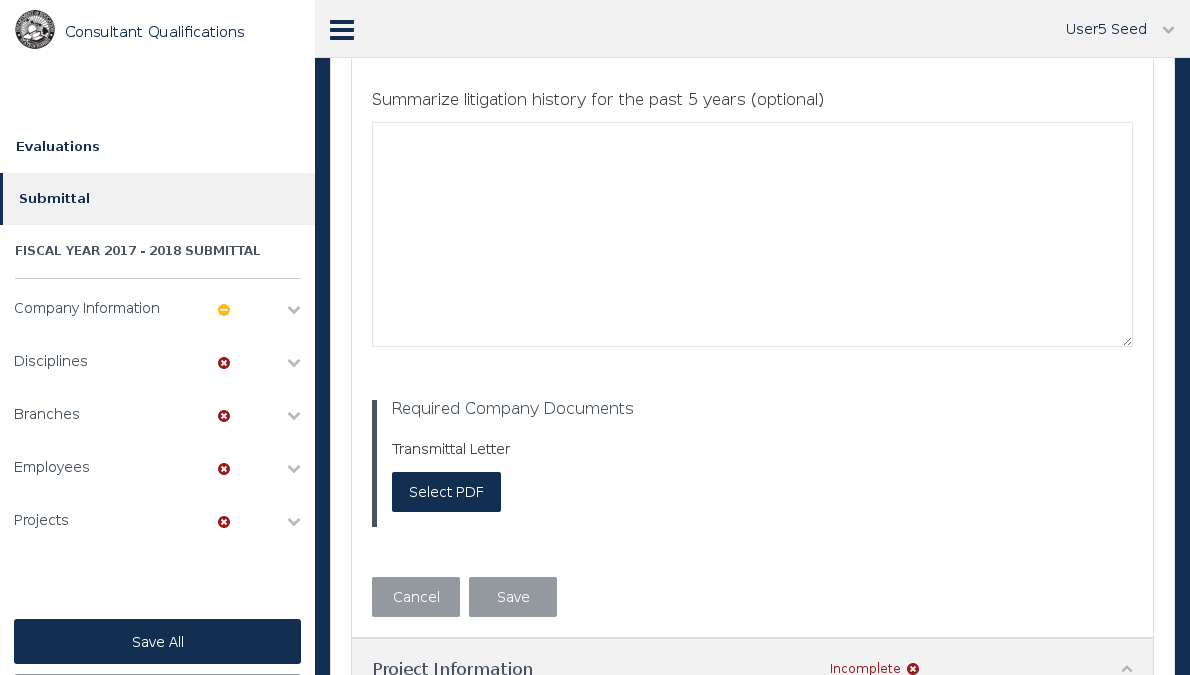 Consultant Qualifications
User5 Seed
Evaluations
Submittal
FISCAL YEAR 2017 - 2018 SUBMITTAL
Company Information
Disciplines
Branches
Employees
Projects
Save All
Summarize litigation history for the past 5 years (optional)
Required Company Documents
Transmittal Letter
Select PDF
Cancel Save
Project Information Incomplete